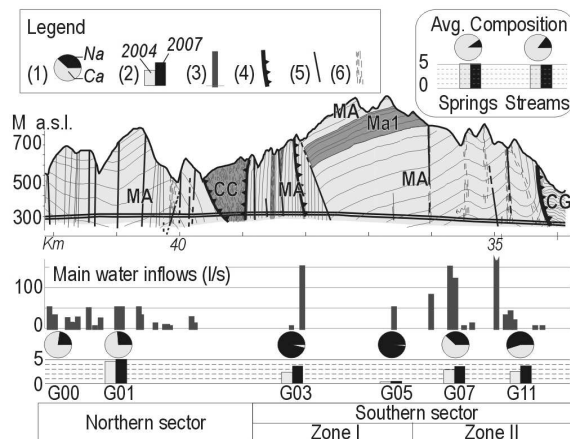 Legend
Avg. Composition
Na
Ca
2004
2007
(1) (2) (3) (4) (5) (6)
5
0
Springs Streams
M a.s.l.
700
500
300
MA
Ma1
MA
CC
MA
MA
CC
Km 40 35
Main water inflows (l/s)
100
0
5
0
G00 G01 G03 G05 G07 G11
Northern sector
Southern sector
Zone I Zone II